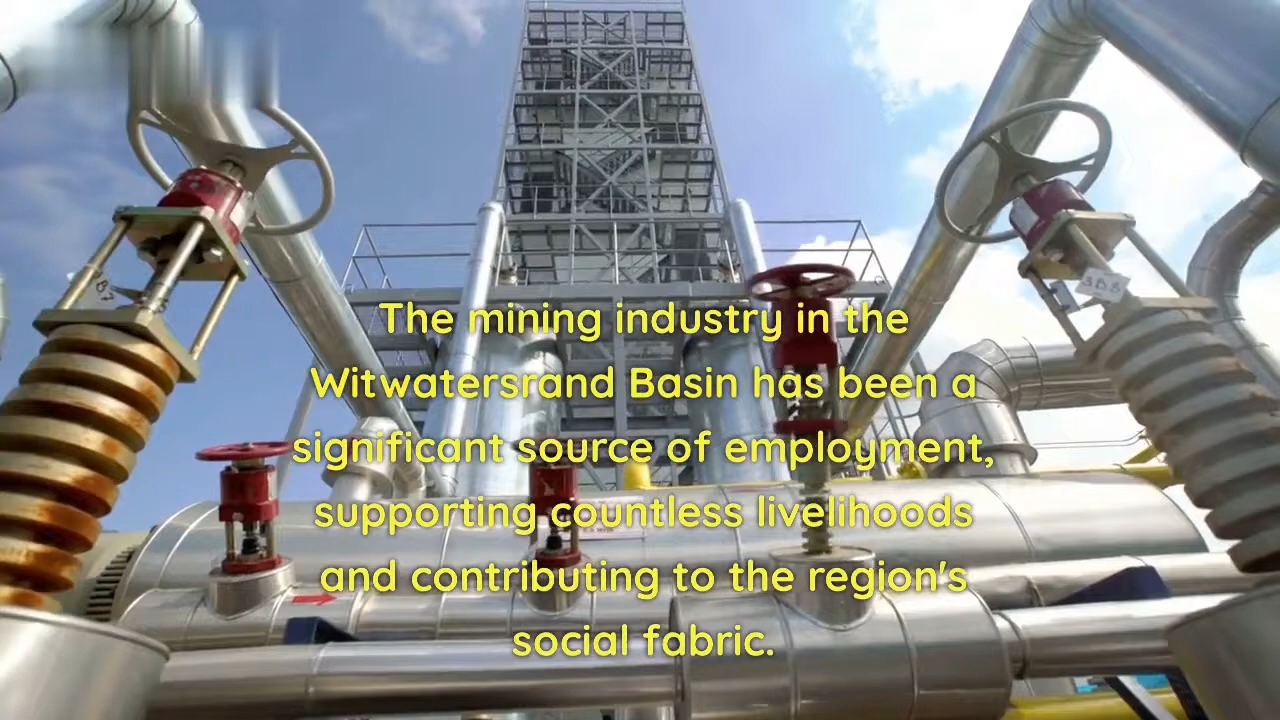 The mining industry in the
Witwatersrand Basin has been a
significant source of employment,
supporting countless livelihoods
and contributing to the region's
social fabric.